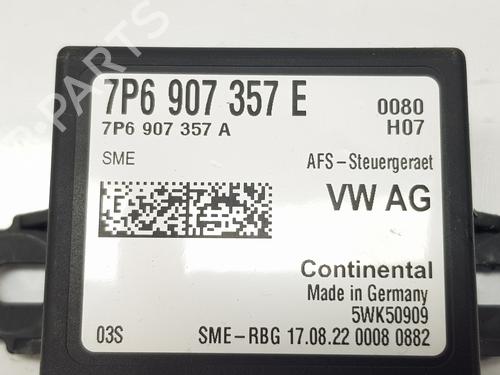 7P6 907 357 E
0080
7P6 907 357 A
H07
SME
AFS-Steuergeraet
E
VW AG
Continental
Made in Germany
5WK50909
03S
SME-RBG 17.08.22 0008 0882
PARTS